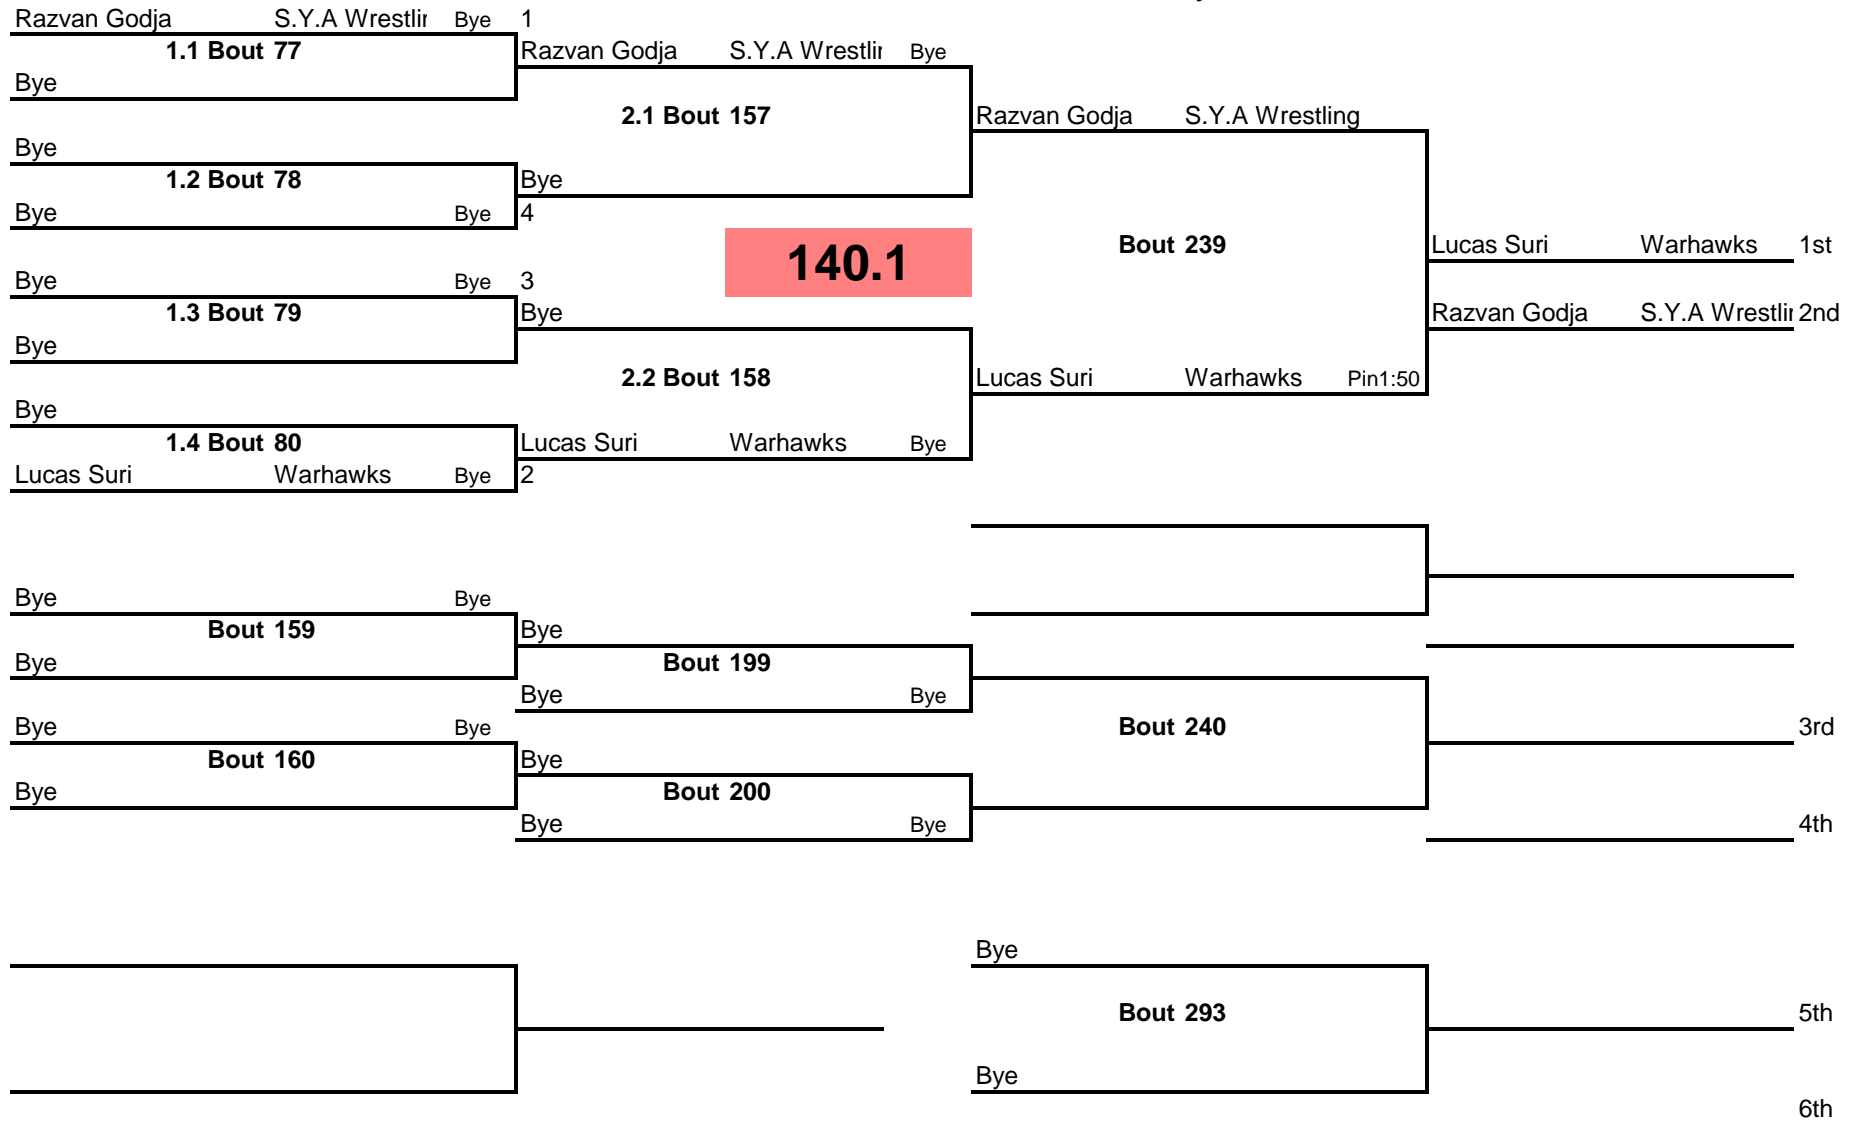 Razvan Godja S.Y.A Wrestlir Bye 1
1.1 Bout 77 Razvan Godja S.Y.A Wrestlir Bye
Bye
2.1 Bout 157 Razvan Godja S.Y.A Wrestling
Bye
1.2 Bout 78 Bye
Bye Bye 4
140.1 Bout 239 Lucas Suri Warhawks 1st
Bye Bye 3
1.3 Bout 79 Bye Razvan Godja S.Y.A Wrestlir 2nd
Bye
2.2 Bout 158 Lucas Suri Warhawks Pin1:50
Bye
1.4 Bout 80 Lucas Suri Warhawks Bye
Lucas Suri Warhawks Bye 2
Bye Bye
Bout 159 Bye
Bye Bout 199
Bye Bye
Bye Bye Bout 240 3rd
Bout 160 Bye
Bye Bout 200
Bye Bye 4th
Bye
Bout 293 5th
Bye
6th